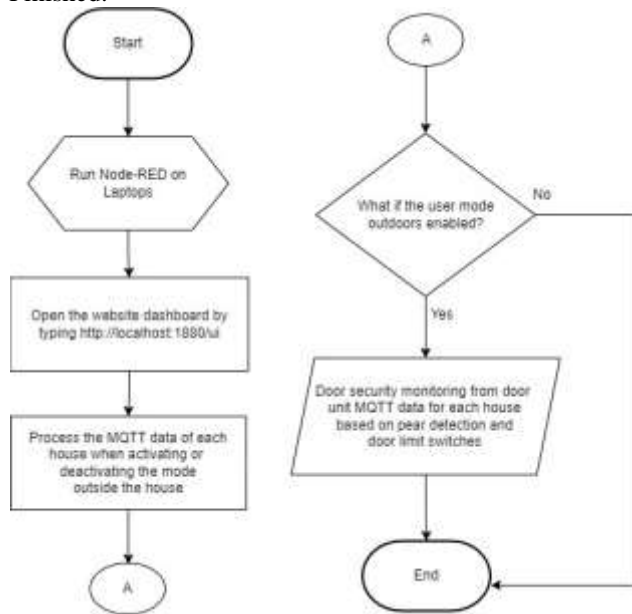 Finished.
Start
Run Node-RED on
Laptops
Open the website dashboard by
typing http://localhost:1880/ui
Process the MQTT data of each
house when activating or
deactivating the mode
outside the house
A
A
What if the user mode
outdoors enabled?
No
Yes
Door security monitoring from door
unit MQTT data for each house
based on pear detection and
door limit switches
End